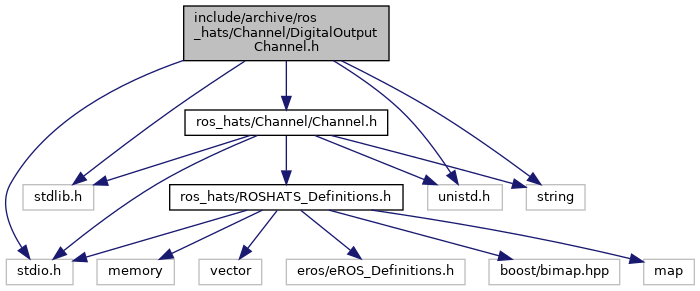 include/archive/ros
_hats/Channel/DigitalOutput
Channel.h
ros_hats/Channel/Channel.h
stdlib.h
ros_hats/ROSHATS_Definitions.h
unistd.h
string
stdio.h
memory
vector
eros/eROS_Definitions.h
boost/bimap.hpp
map